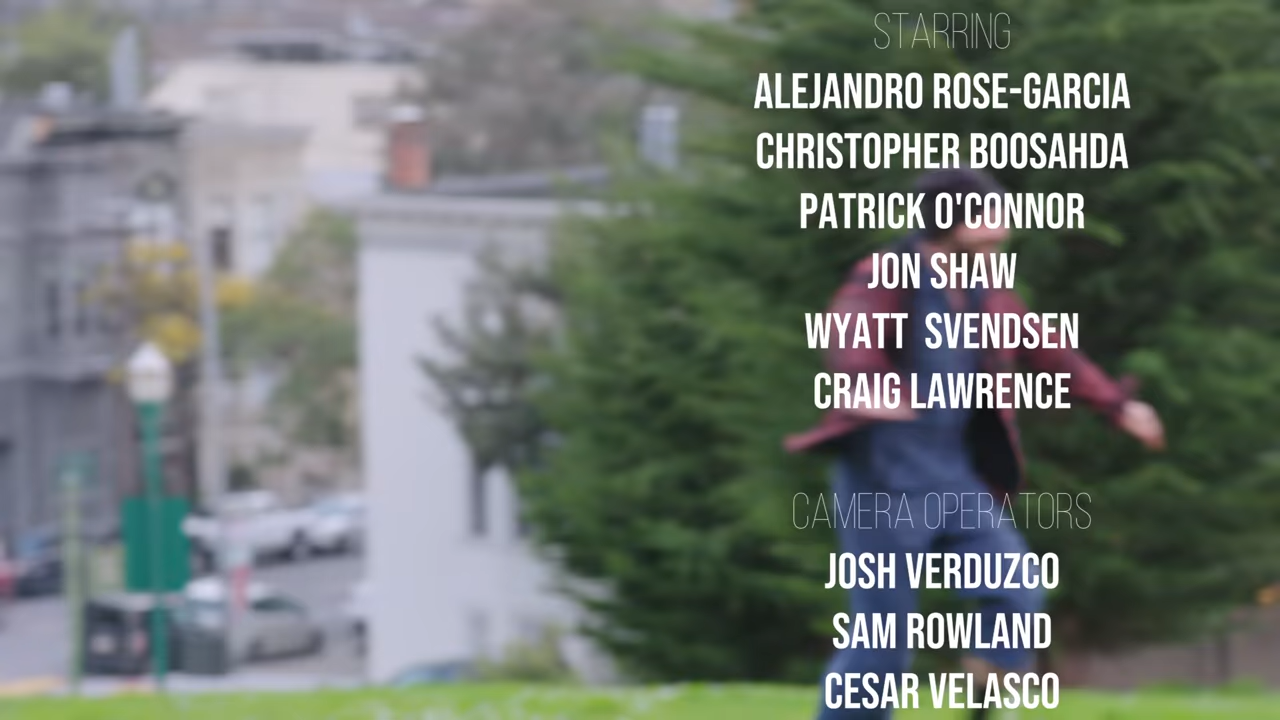 STARRING
ALEJANDRO ROSE-GARCIA
CHRISTOPHER BOOSAHDA
PATRICK O'CONNOR
JON SHAW
WYATT  SVENDSEN
CRAIG LAWRENCE
CAMERA OPERATORS
JOSH VERDUZCO
SAM ROWLAND
CESAR VELASCO